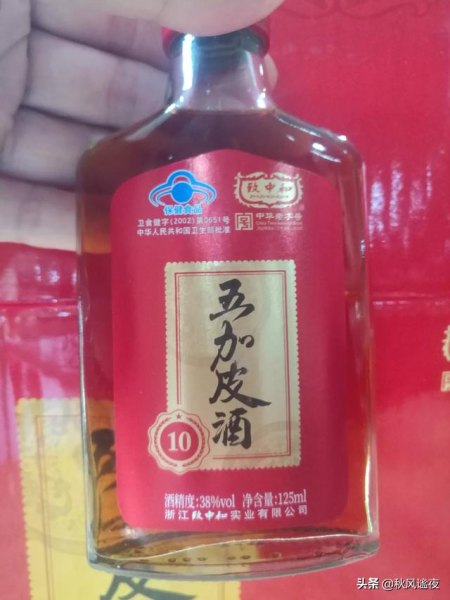 保健食品
卫食健字(2002)第0651号
中华人民共和国卫生部批准
致中和
中华老字号
五加皮酒
10
酒精度:38%vol 净含量:125ml
浙江致中和实业有限公司
皮
头条 @秋风谧夜